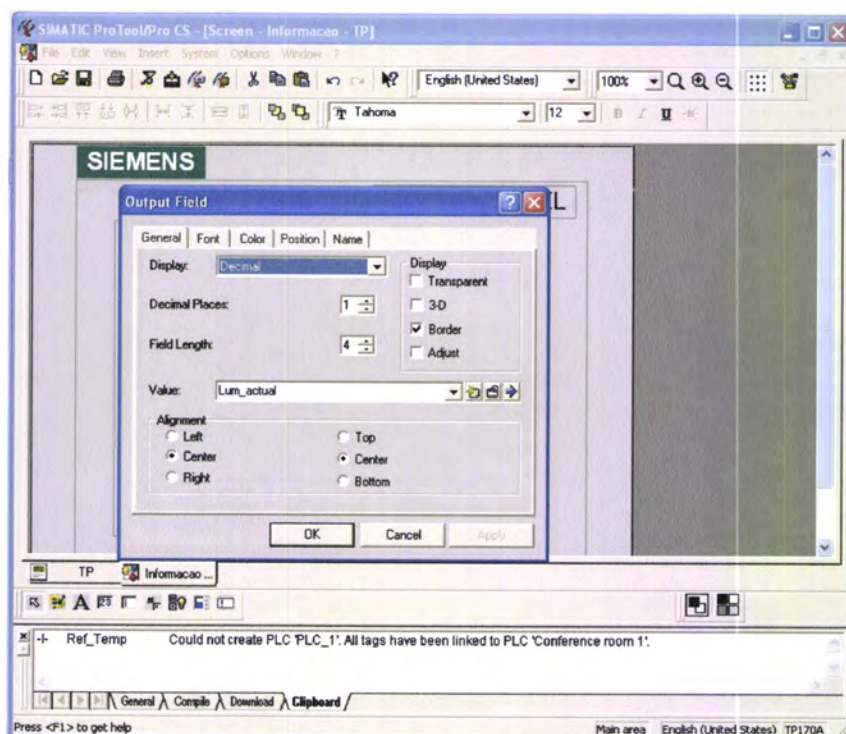 SIMATIC ProTool/Pro CS - [Screen - Informacao - TP]
File Edit View Insert System Options Window ?
English (United States) 100%
Tahoma 12 B I U
SIEMENS
Output Field
General Font Color Position Name
Display: Decimal
Display
Transparent
Decimal Places: 1
3-D
Border
Field Length: 4
Adjust
Value: Lum_actual
Alignment
Left Top
Center Center
Right Bottom
OK Cancel Apply
TP Informacao ...
Ref_Temp Could not create PLC 'PLC_1'. All tags have been linked to PLC 'Conference room 1'.
General Compile Download Clipboard
Press <F1> to get help Main area English (United States) TP170A